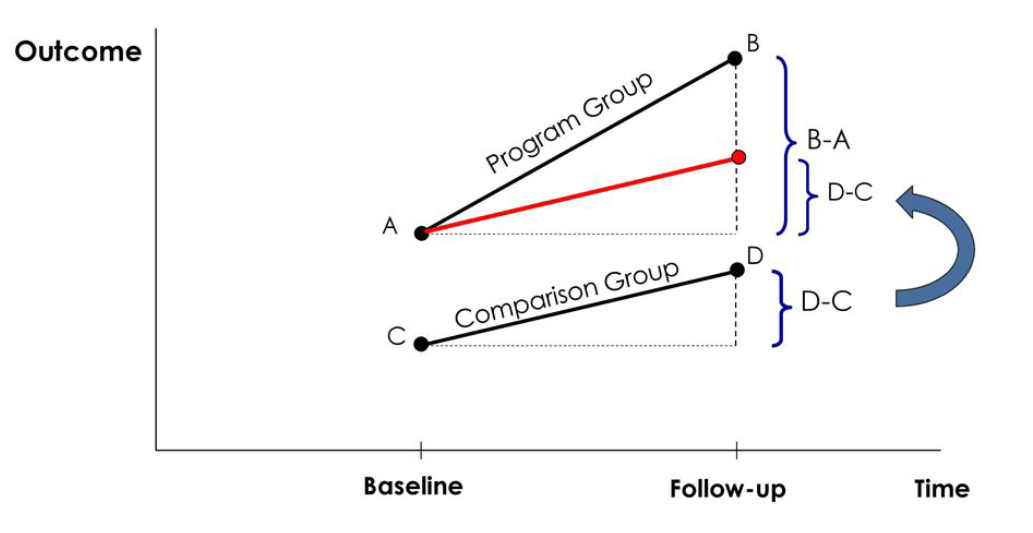 Outcome
B
Program Group
B-A
D-C
A
D
Comparison Group
D-C
C
Baseline
Follow-up
Time